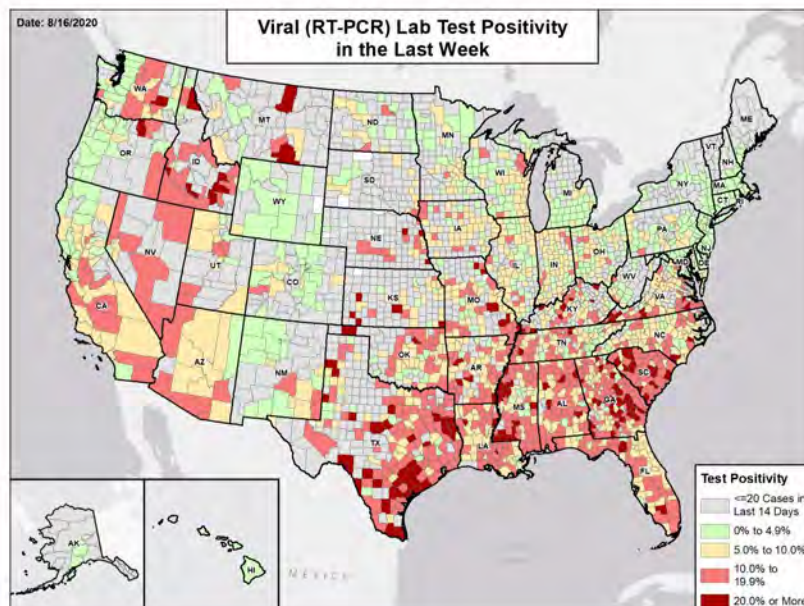 Date: 8/16/2020
Viral (RT-PCR) Lab Test Positivity
in the Last Week
WA
MT
ND
MN
ME
VT
NH
OR
ID
SD
WI
MI
NY
MA
CT
RI
WY
IA
PA
NJ
NE
NV
UT
CO
IL
IN
OH
MD
DE
WV
VA
CA
KS
MO
KY
NC
TN
AZ
NM
OK
AR
SC
MS
AL
GA
TX
LA
FL
AK
HI
MEXICO
Test Positivity
<=20 Cases in
Last 14 Days
0% to 4.9%
5.0% to 10.0%
10.0% to
19.9%
20.0% or More